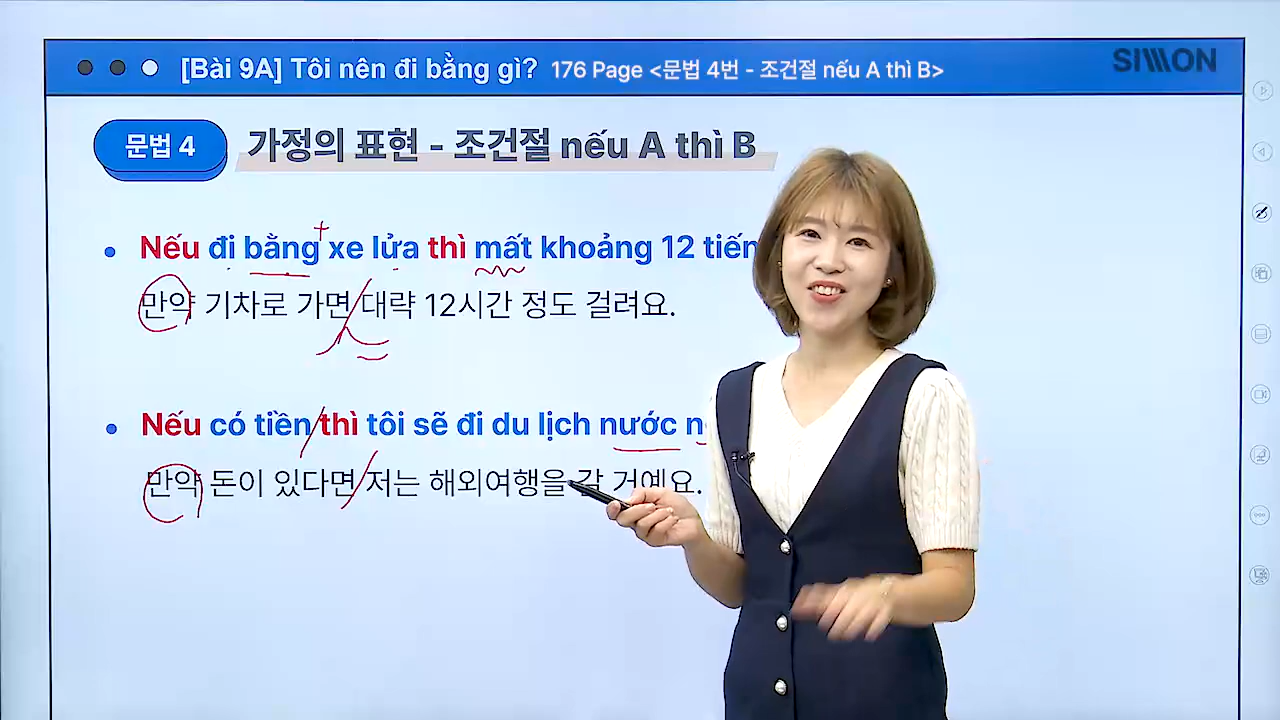 [Bài 9A] Tôi nên đi bằng gì? 176 Page <문법 4번 - 조건절 nếu A thì B>
SIWON
문법 4
가정의 표현 - 조건절 nếu A thì B
Nếu đi bằng xe lửa thì mất khoảng 12
만약 기차로 가면 대략 12시간 정도 걸려요.
Nếu có tiền thì tôi sẽ đi du lịch nước
만약 돈이 있다면 저는 해외여행을 갈 거예요.